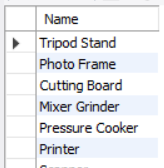 Name
Tripod Stand
Photo Frame
Cutting Board
Mixer Grinder
Pressure Cooker
Printer